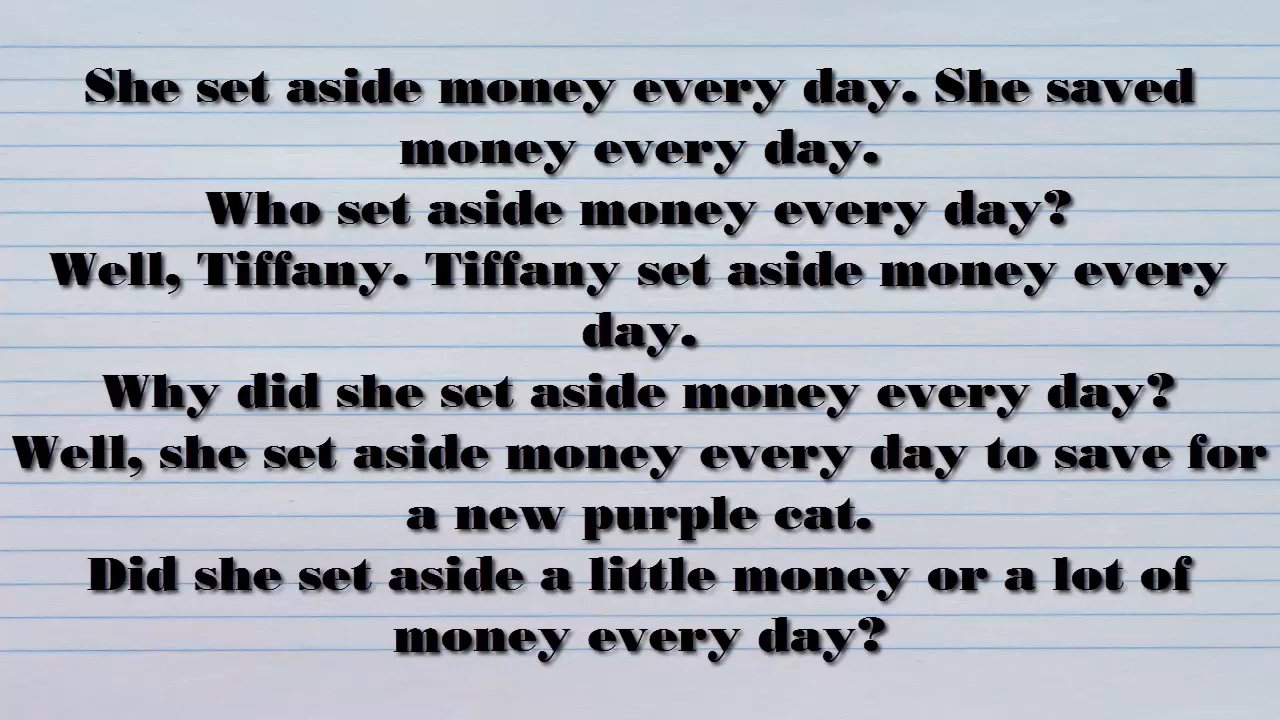 She set aside money every day. She saved
money every day.
Who set aside money every day?
Well, Tiffany. Tiffany set aside money every
day.
Why did she set aside money every day?
Well, she set aside money every day to save for
a new purple cat.
Did she set aside a little money or a lot of
money every day?